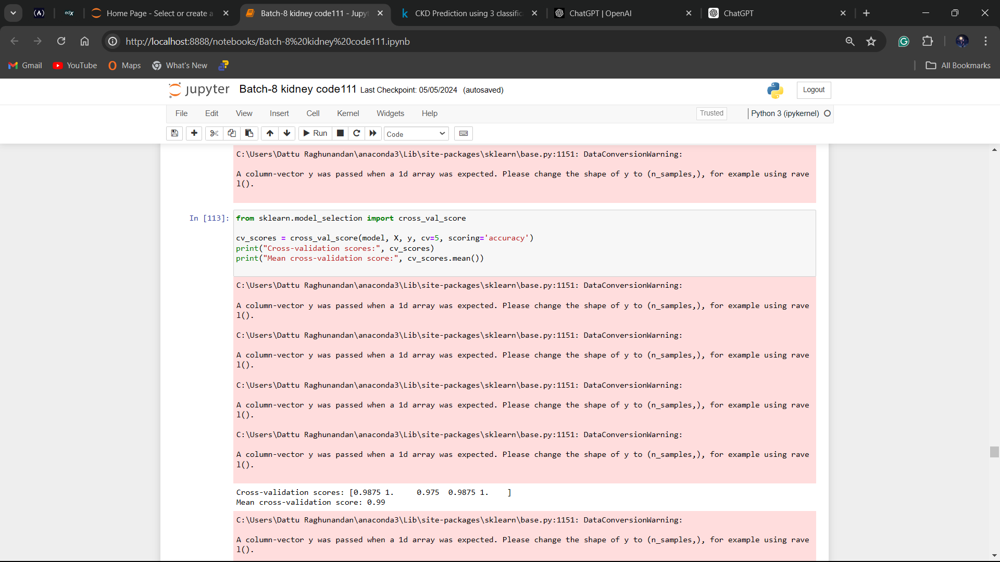 edx
Home Page - Select or create a
Batch-8 kidney code111 - Jupyt
CKD Prediction using 3 classific
ChatGPT | OpenAI
ChatGPT
http://localhost:8888/notebooks/Batch-8%20kidney%20code111.ipynb
Gmail
YouTube
Maps
What's New
All Bookmarks
jupyter
Batch-8 kidney code111 Last Checkpoint: 05/05/2024 (autosaved)
Logout
File
Edit
View
Insert
Cell
Kernel
Widgets
Help
Trusted
Python 3 (ipykernel)
Run
Code
C:\Users\Dattu Raghunandan\anaconda3\Lib\site-packages\sklearn\base.py:1151: DataConversionWarning:
A column-vector y was passed when a 1d array was expected. Please change the shape of y to (n_samples,), for example using rave
l().
In [113]:
from sklearn.model_selection import cross_val_score
cv_scores = cross_val_score(model, X, y, cv=5, scoring='accuracy')
print("Cross-validation scores:", cv_scores)
print("Mean cross-validation score:", cv_scores.mean())
C:\Users\Dattu Raghunandan\anaconda3\Lib\site-packages\sklearn\base.py:1151: DataConversionWarning:
A column-vector y was passed when a 1d array was expected. Please change the shape of y to (n_samples,), for example using rave
l().
C:\Users\Dattu Raghunandan\anaconda3\Lib\site-packages\sklearn\base.py:1151: DataConversionWarning:
A column-vector y was passed when a 1d array was expected. Please change the shape of y to (n_samples,), for example using rave
l().
C:\Users\Dattu Raghunandan\anaconda3\Lib\site-packages\sklearn\base.py:1151: DataConversionWarning:
A column-vector y was passed when a 1d array was expected. Please change the shape of y to (n_samples,), for example using rave
l().
C:\Users\Dattu Raghunandan\anaconda3\Lib\site-packages\sklearn\base.py:1151: DataConversionWarning:
A column-vector y was passed when a 1d array was expected. Please change the shape of y to (n_samples,), for example using rave
l().
Cross-validation scores: [0.9875 1.     0.975  0.9875 1.    ]
Mean cross-validation score: 0.99
C:\Users\Dattu Raghunandan\anaconda3\Lib\site-packages\sklearn\base.py:1151: DataConversionWarning:
A column-vector y was passed when a 1d array was expected. Please change the shape of y to (n_samples,), for example using rave
l().